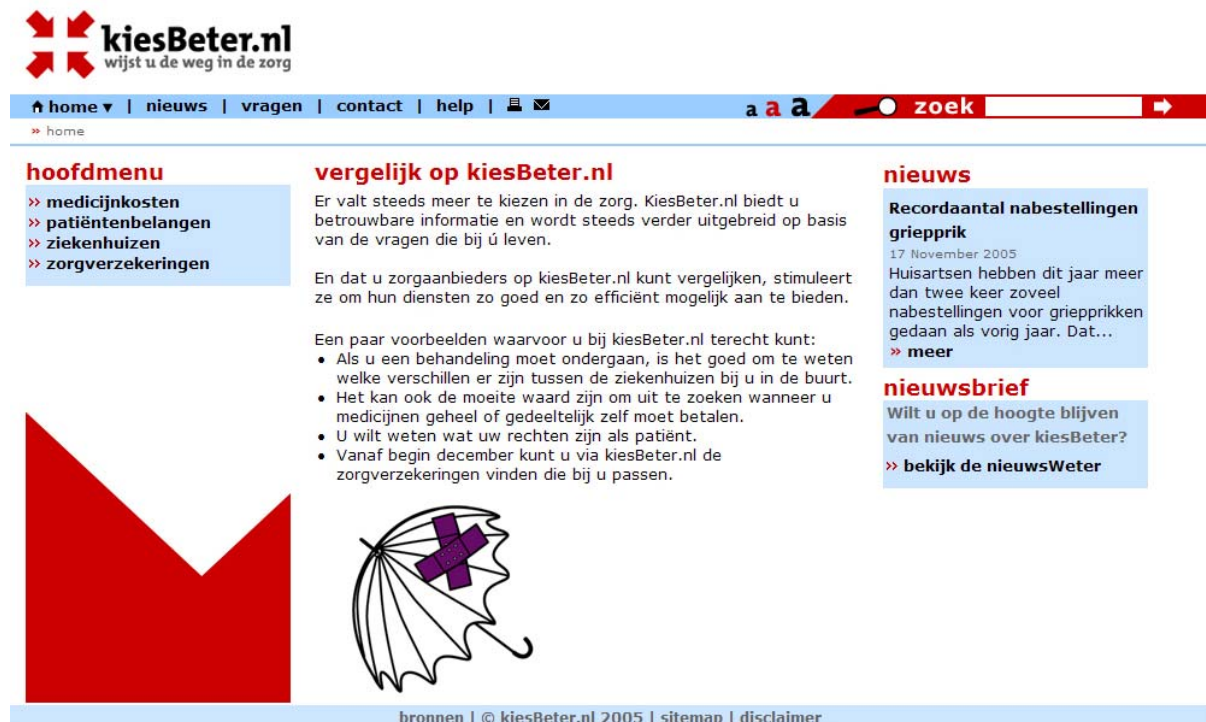 kiesBeter.nl
wijst u de weg in de zorg
home ▼ | nieuws | vragen | contact | help |
a a a
zoek
» home
hoofdmenu
» medicijnkosten
» patiëntenbelangen
» ziekenhuizen
» zorgverzekeringen
vergelijk op kiesBeter.nl
Er valt steeds meer te kiezen in de zorg. KiesBeter.nl biedt u
betrouwbare informatie en wordt steeds verder uitgebreid op basis
van de vragen die bij ú leven.
En dat u zorgaanbieders op kiesBeter.nl kunt vergelijken, stimuleert
ze om hun diensten zo goed en zo efficiënt mogelijk aan te bieden.
Een paar voorbeelden waarvoor u bij kiesBeter.nl terecht kunt:
• Als u een behandeling moet ondergaan, is het goed om te weten
welke verschillen er zijn tussen de ziekenhuizen bij u in de buurt.
• Het kan ook de moeite waard zijn om uit te zoeken wanneer u
medicijnen geheel of gedeeltelijk zelf moet betalen.
• U wilt weten wat uw rechten zijn als patiënt.
• Vanaf begin december kunt u via kiesBeter.nl de
zorgverzekeringen vinden die bij u passen.
nieuws
Recordaantal nabestellingen
griepprik
17 November 2005
Huisartsen hebben dit jaar meer
dan twee keer zoveel
nabestellingen voor griepprikken
gedaan als vorig jaar. Dat...
» meer
nieuwsbrief
Wilt u op de hoogte blijven
van nieuws over kiesBeter?
» bekijk de nieuwsWeter
bronnen | © kiesBeter.nl 2005 | sitemap | disclaimer